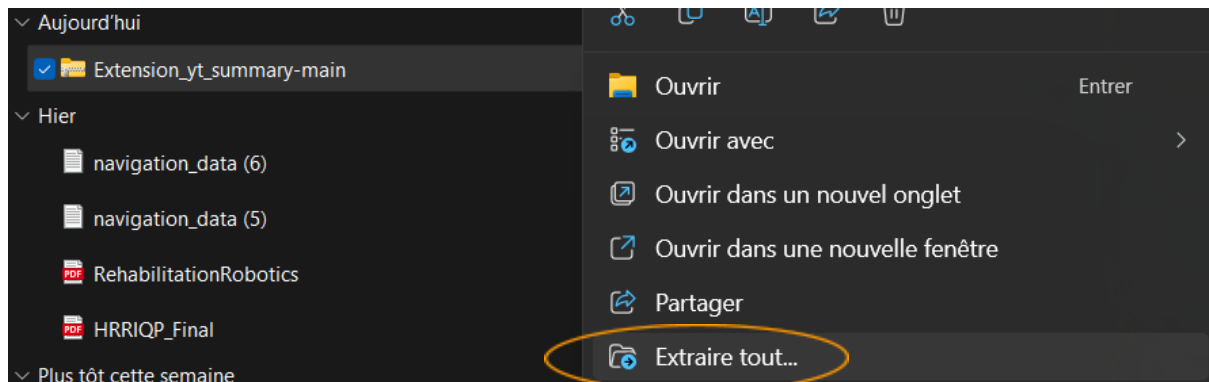 Aujourd'hui
Extension_yt_summary-main
Hier
navigation_data (6)
navigation_data (5)
RehabilitationRobotics
HRRIQP_Final
Plus tôt cette semaine
Ouvrir Entrer
Ouvrir avec
Ouvrir dans un nouvel onglet
Ouvrir dans une nouvelle fenêtre
Partager
Extraire tout...